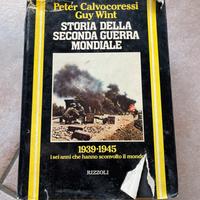 Peter Calvocoressi
Guy Wint
STORIA DELLA
SECONDA GUERRA
MONDIALE
1939-1945
i sei anni che hanno sconvolto il mondo
RIZZOLI